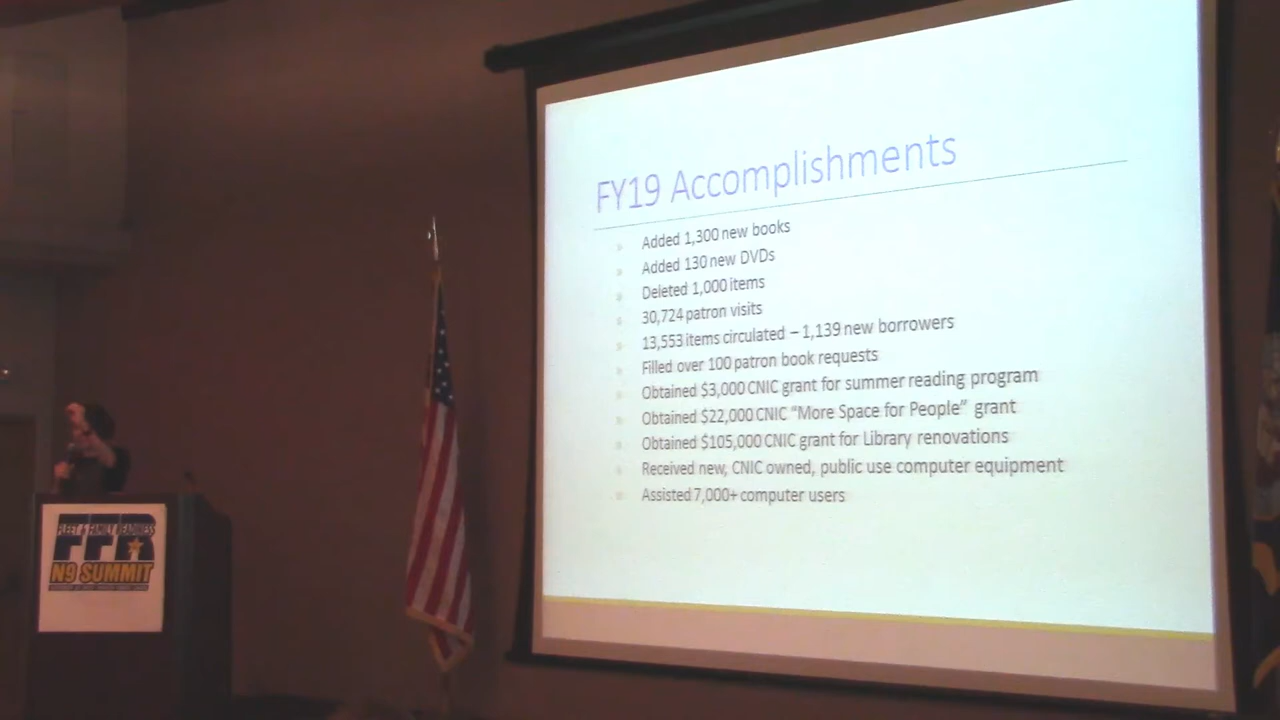 FY19 Accomplishments
Added 1,300 new books
Added 130 new DVDs
Deleted 1,000 items
30,724 patron visits
13,553 items circulated – 1,139 new borrowers
Filled over 100 patron book requests
Obtained $3,000 CNIC grant for summer reading program
Obtained $22,000 CNIC “More Space for People” grant
Obtained $105,000 CNIC grant for Library renovations
Received new, CNIC owned, public use computer equipment
Assisted 7,000+ computer users
FLEET & FAMILY READINESS
FFR
N9 SUMMIT